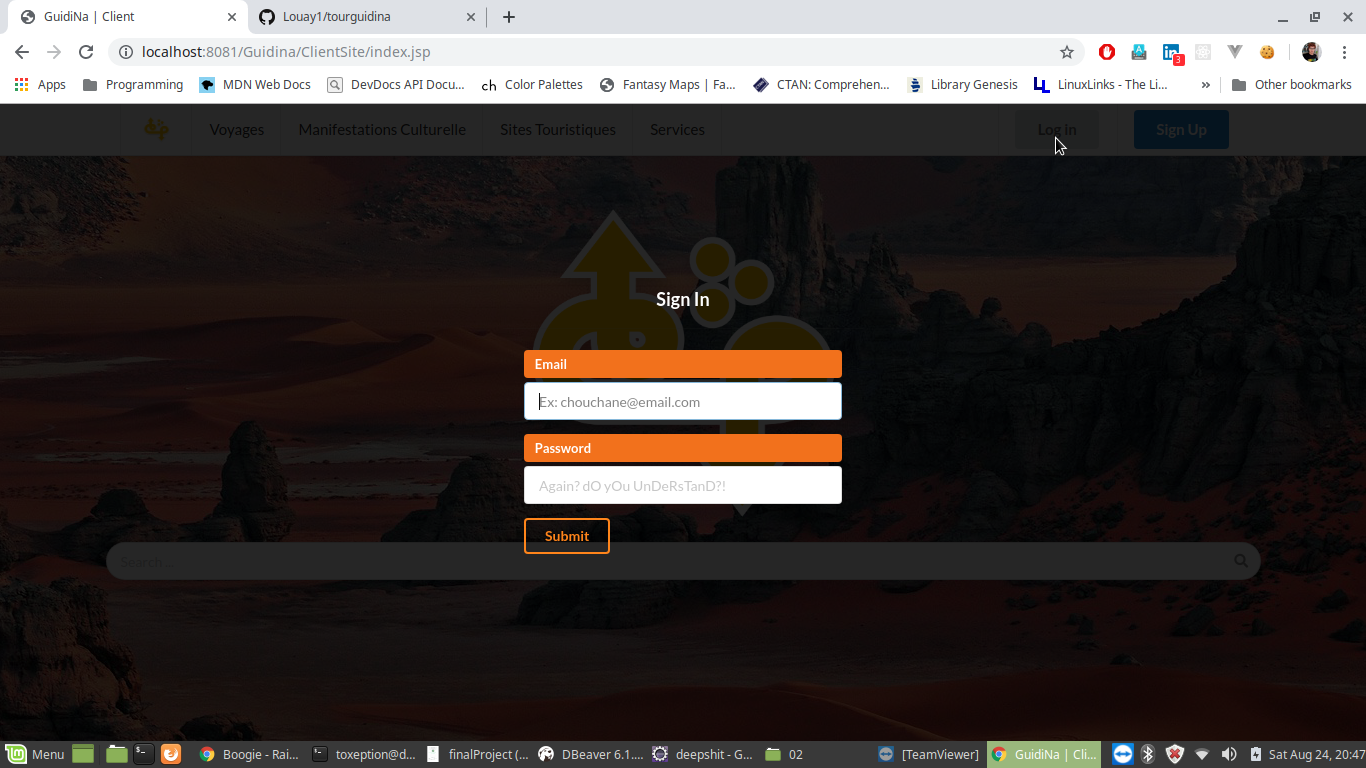 GuidiNa | Client
Louay1/tourguidina
localhost:8081/Guidina/ClientSite/index.jsp
3
Apps
Programming
MDN Web Docs
DevDocs API Docu...
ch Color Palettes
Fantasy Maps | Fa...
CTAN: Comprehen...
Library Genesis
LinuxLinks - The Li...
»
Other bookmarks
Voyages
Manifestations Culturelle
Sites Touristiques
Services
Log in
Sign Up
Sign In
Email
Ex: chouchane@email.com
Password
Again? dO yOu UnDeRsTanD?!
Submit
Search ...
Menu
Boogie - Rai...
toxeption@d...
finalProject (...
DBeaver 6.1....
deepshit - G...
02
[TeamViewer]
GuidiNa | Cli...
Sat Aug 24, 20:47